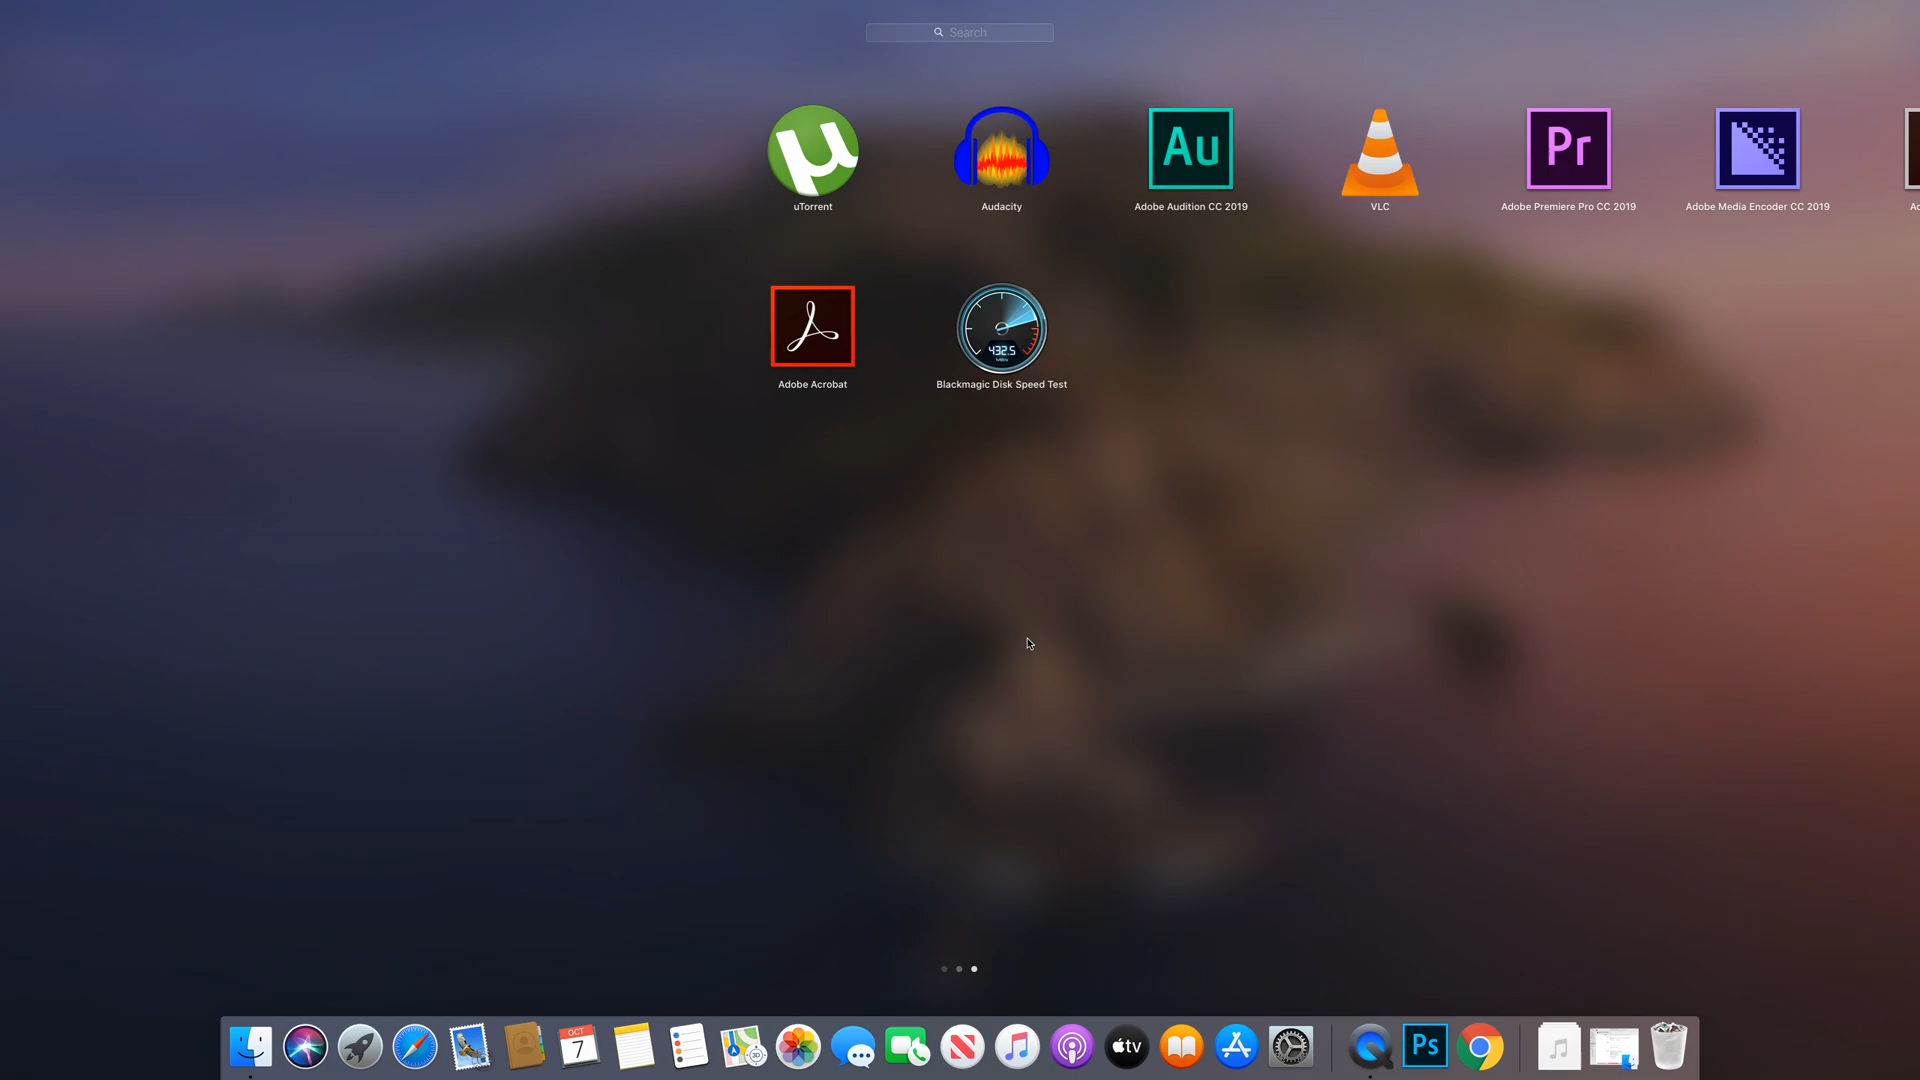 Search
uTorrent
Audacity
Au
Adobe Audition CC 2019
VLC
Pr
Adobe Premiere Pro CC 2019
Adobe Media Encoder CC 2019
Adobe Acrobat
432.5
Blackmagic Disk Speed Test
OCT
7
3D
tv
Ps